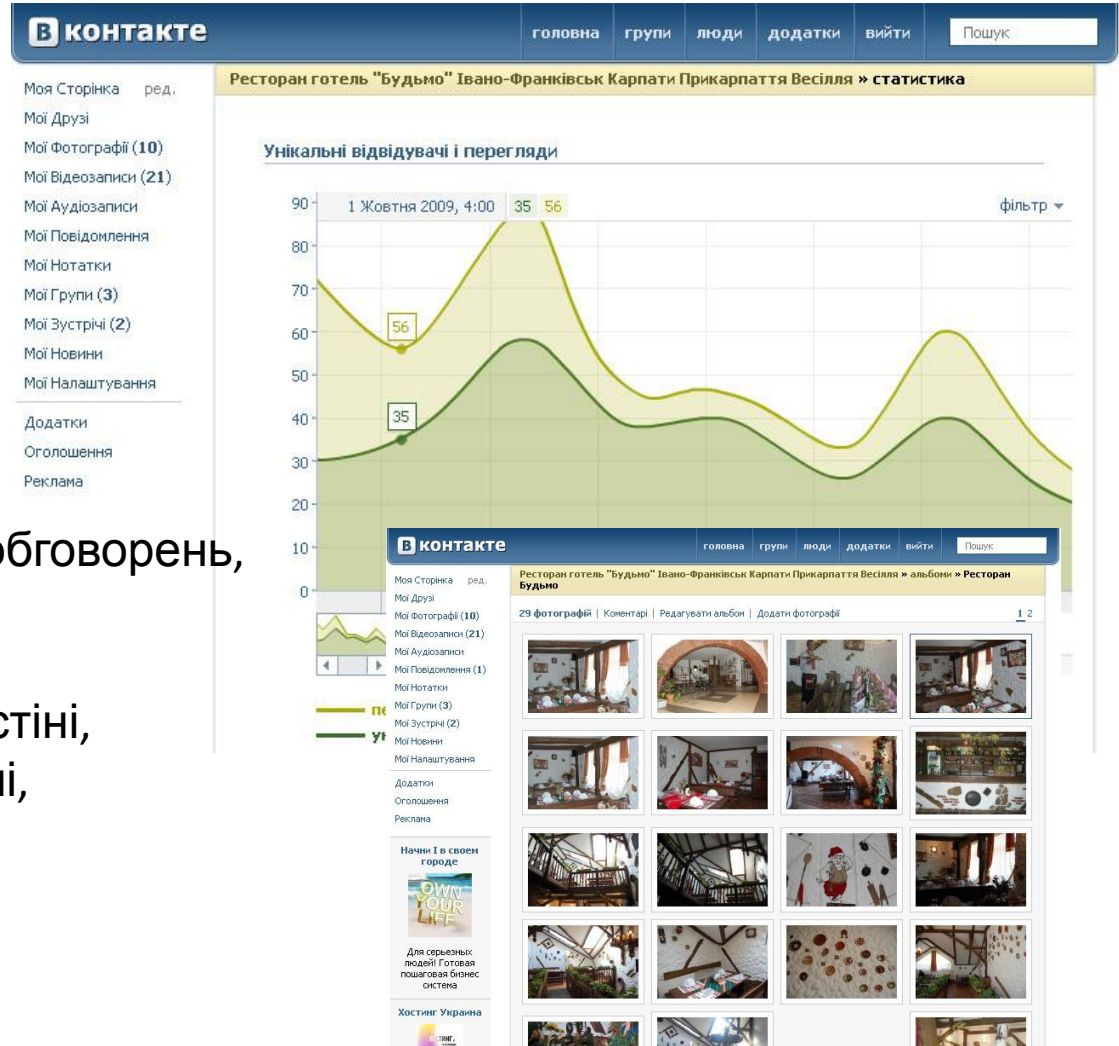 В контакте
головна групи люди додатки вийти Пошук
Моя Сторінка ред.
Мої Друзі
Мої Фотографії (10)
Мої Відеозаписи (21)
Мої Аудіозаписи
Мої Повідомлення
Мої Нотатки
Мої Групи (3)
Мої Зустрічі (2)
Мої Новини
Мої Налаштування
Додатки
Оголошення
Реклама
Ресторан готель "Будьмо" Івано-Франківськ Карпати Прикарпаття Весілля » статистика
Унікальні відвідувачі і перегляди
1 Жовтня 2009, 4:00 35 56
фільтр
90
80
70
60
50
40
30
20
10
0
56
35
обговорень,
стіні,
і,
В контакте
головна групи люди додатки вийти Пошук
Моя Сторінка ред.
Мої Друзі
Мої Фотографії (10)
Мої Відеозаписи (21)
Мої Аудіозаписи
Мої Повідомлення (1)
Мої Нотатки
Мої Групи (3)
Мої Зустрічі (2)
Мої Новини
Мої Налаштування
Додатки
Оголошення
Реклама
Начни I в своем
городе
OWN
YOUR
LIFE
Для серьезных
людей! Готовая
пошаговая бизнес
система
Хостинг Украина
Ресторан готель "Будьмо" Івано-Франківськ Карпати Прикарпаття Весілля » альбоми » Ресторан
Будьмо
29 фотографій | Коментарі | Редагувати альбом | Додати фотографії
1 2